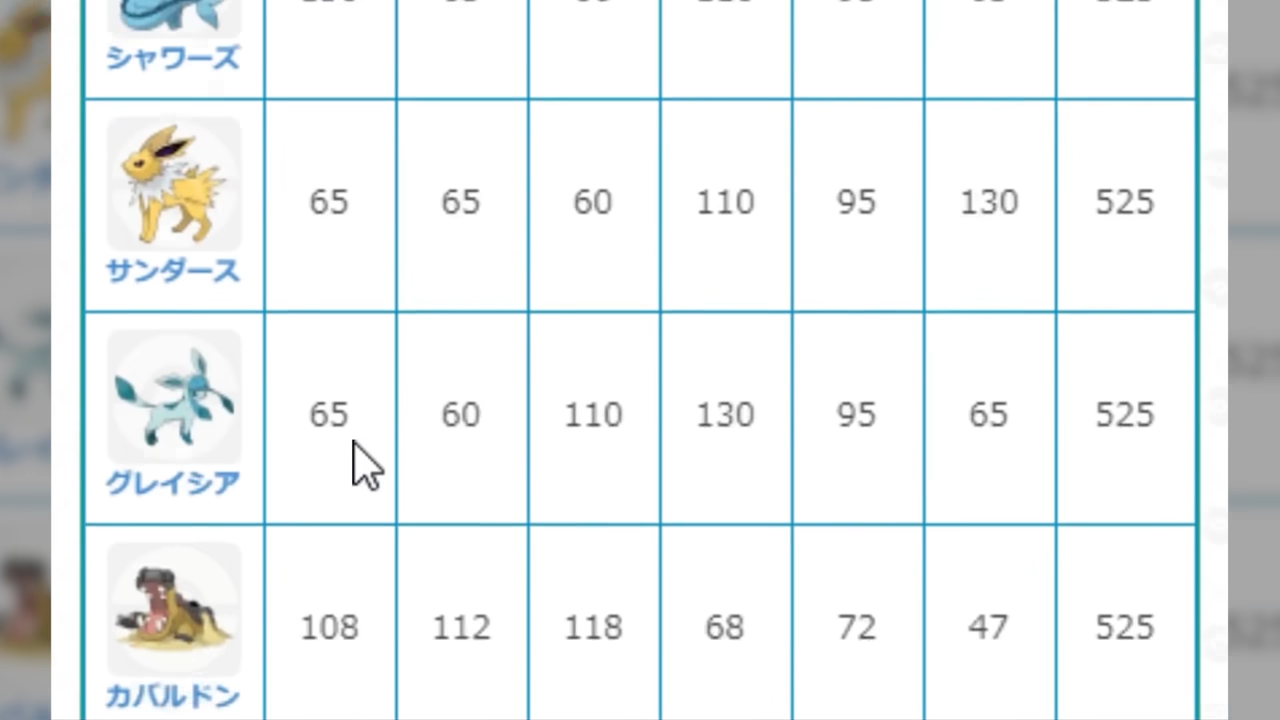 シャワーズ
65 65 60 110 95 130 525
サンダース
65 60 110 130 95 65 525
グレイシア
108 112 118 68 72 47 525
カバルドン